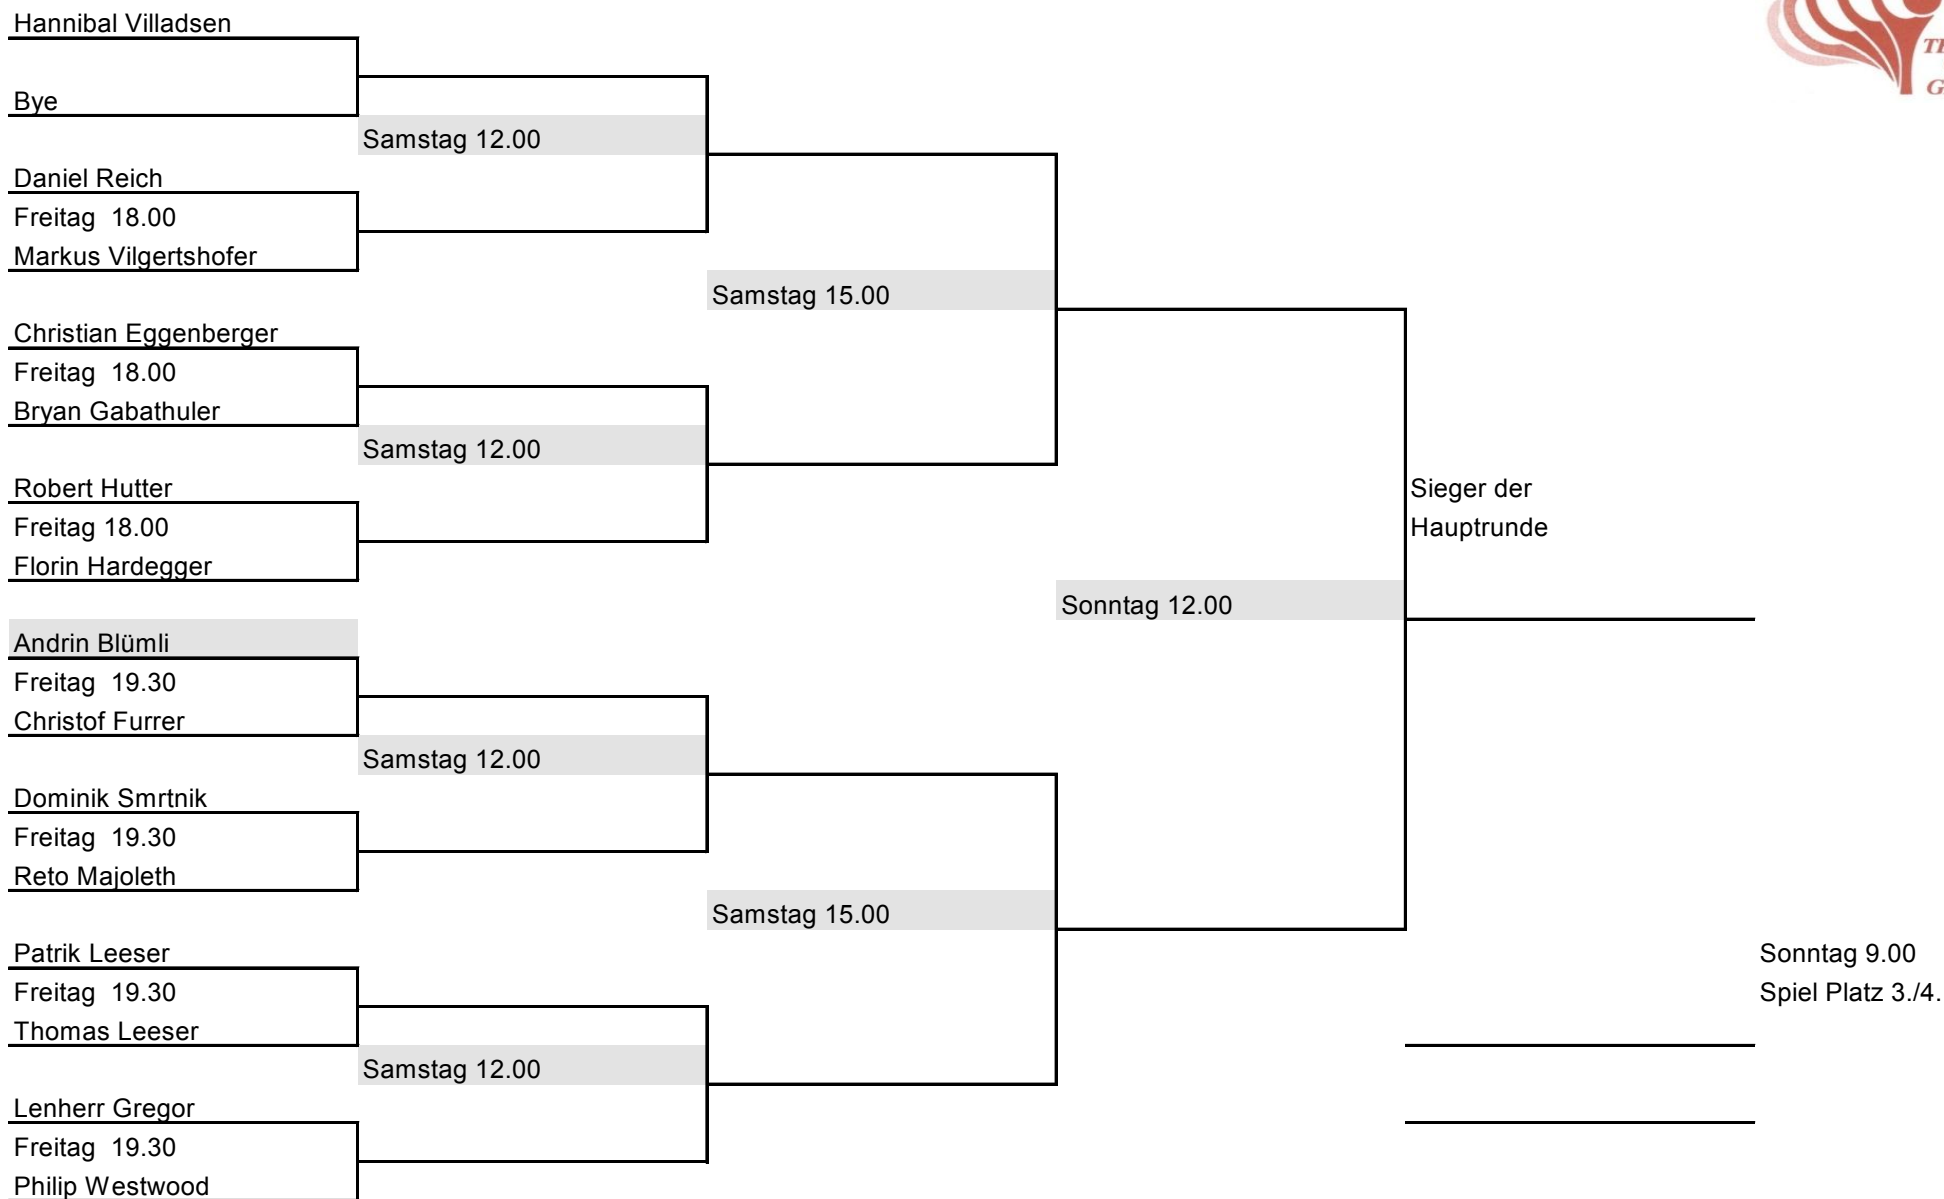 Hannibal Villadsen
Bye
Samstag 12.00
Daniel Reich
Freitag  18.00
Markus Vilgertshofer
Samstag 15.00
Christian Eggenberger
Freitag  18.00
Bryan Gabathuler
Samstag 12.00
Robert Hutter
Freitag 18.00
Florin Hardegger
Sieger der
Hauptrunde
Sonntag 12.00
Andrin Blümli
Freitag  19.30
Christof Furrer
Samstag 12.00
Dominik Smrtnik
Freitag  19.30
Reto Majoleth
Samstag 15.00
Patrik Leeser
Freitag  19.30
Thomas Leeser
Sonntag 9.00
Spiel Platz 3./4.
Samstag 12.00
Lenherr Gregor
Freitag  19.30
Philip Westwood